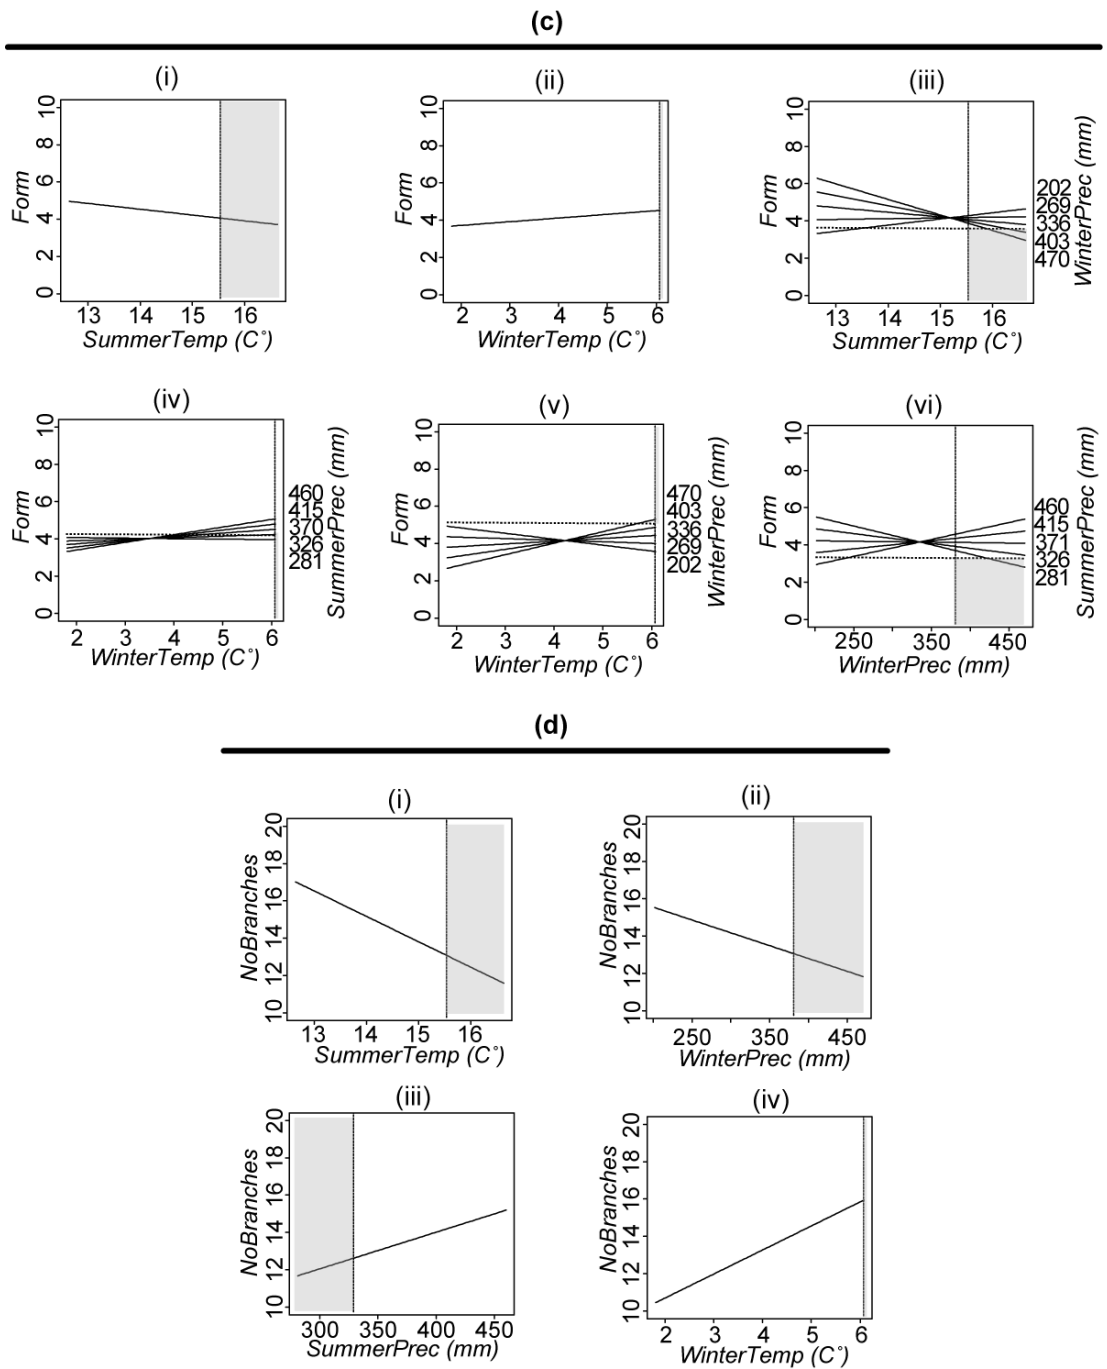 (c)
(i)
10
8
6
4
2
0
Form
13 14 15 16
SummerTemp (C°)
(ii)
10
8
6
4
2
0
Form
2 3 4 5 6
WinterTemp (C°)
(iii)
10
8
6
4
2
0
Form
13 14 15 16
SummerTemp (C°)
202
269
336
403
470
WinterPrec (mm)
(iv)
10
8
6
4
2
0
Form
2 3 4 5 6
WinterTemp (C°)
460
415
370
326
281
SummerPrec (mm)
(v)
10
8
6
4
2
0
Form
2 3 4 5 6
WinterTemp (C°)
470
403
336
269
202
WinterPrec (mm)
(vi)
10
8
6
4
2
0
Form
250 350 450
WinterPrec (mm)
460
415
371
326
281
SummerPrec (mm)
(d)
(i)
20
18
16
14
12
10
NoBranches
13 14 15 16
SummerTemp (C°)
(ii)
20
18
16
14
12
10
NoBranches
250 350 450
WinterPrec (mm)
(iii)
20
18
16
14
12
10
NoBranches
300 350 400 450
SummerPrec (mm)
(iv)
20
18
16
14
12
10
NoBranches
2 3 4 5 6
WinterTemp (C°)